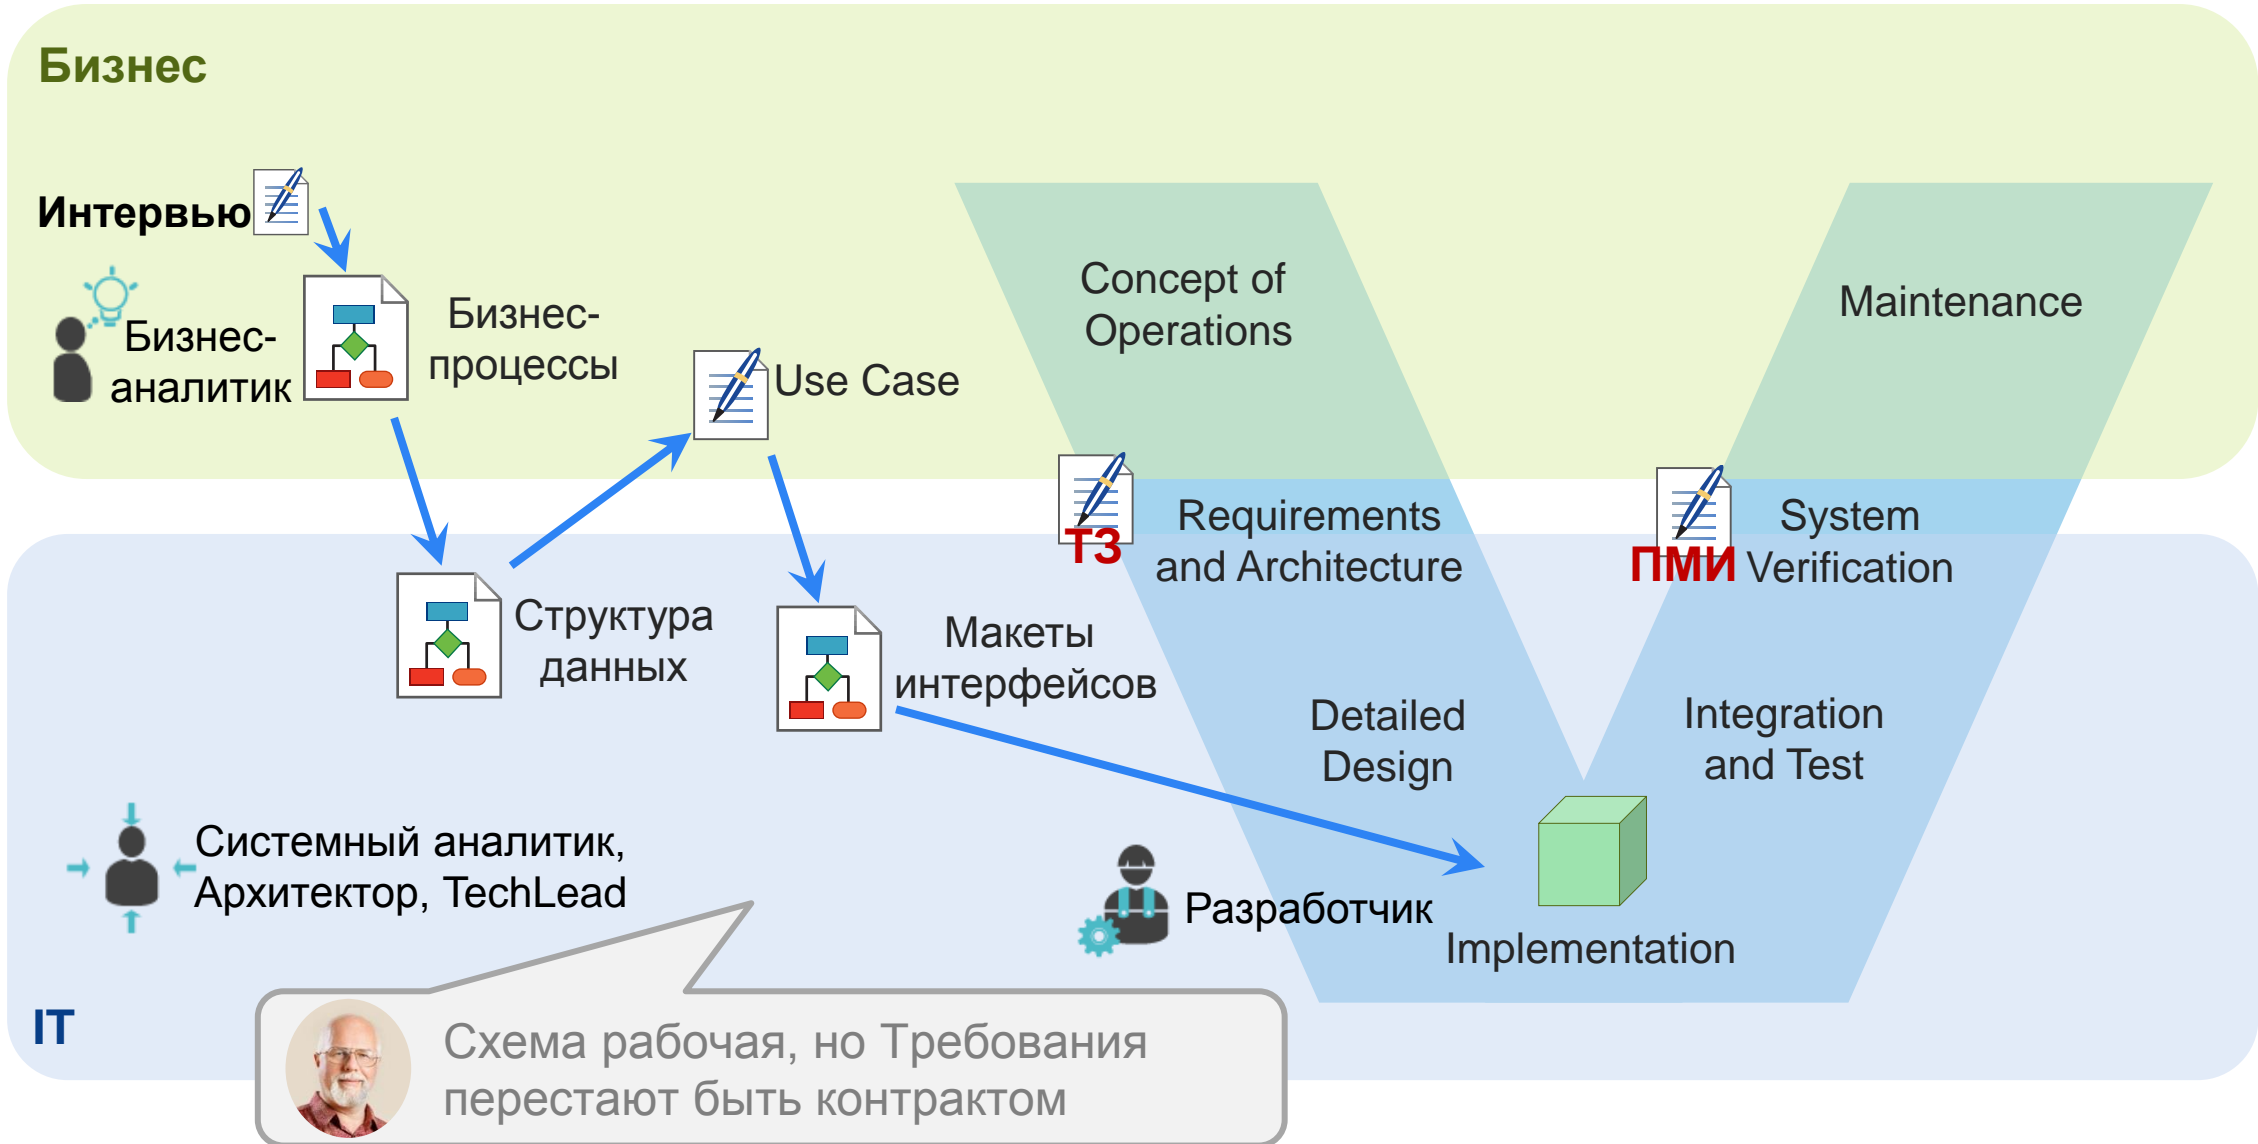 Бизнес
Интервью
Бизнес-
аналитик
Бизнес-
процессы
Use Case
Структура
данных
Макеты
интерфейсов
Concept of
Operations
Maintenance
ТЗ
Requirements
and Architecture
ПМИ
System
Verification
Detailed
Design
Integration
and Test
Implementation
Системный аналитик,
Архитектор, TechLead
Разработчик
IT
Схема рабочая, но Требования
перестают быть контрактом